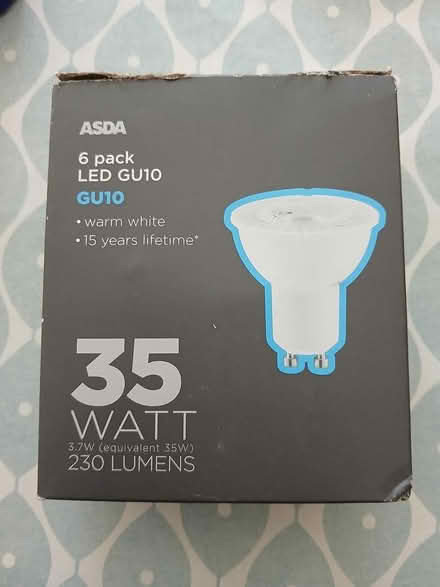 ASDA
6 pack
LED GU10
GU10
• warm white
• 15 years lifetime*
35
WATT
3.7W (equivalent 35W)
230 LUMENS